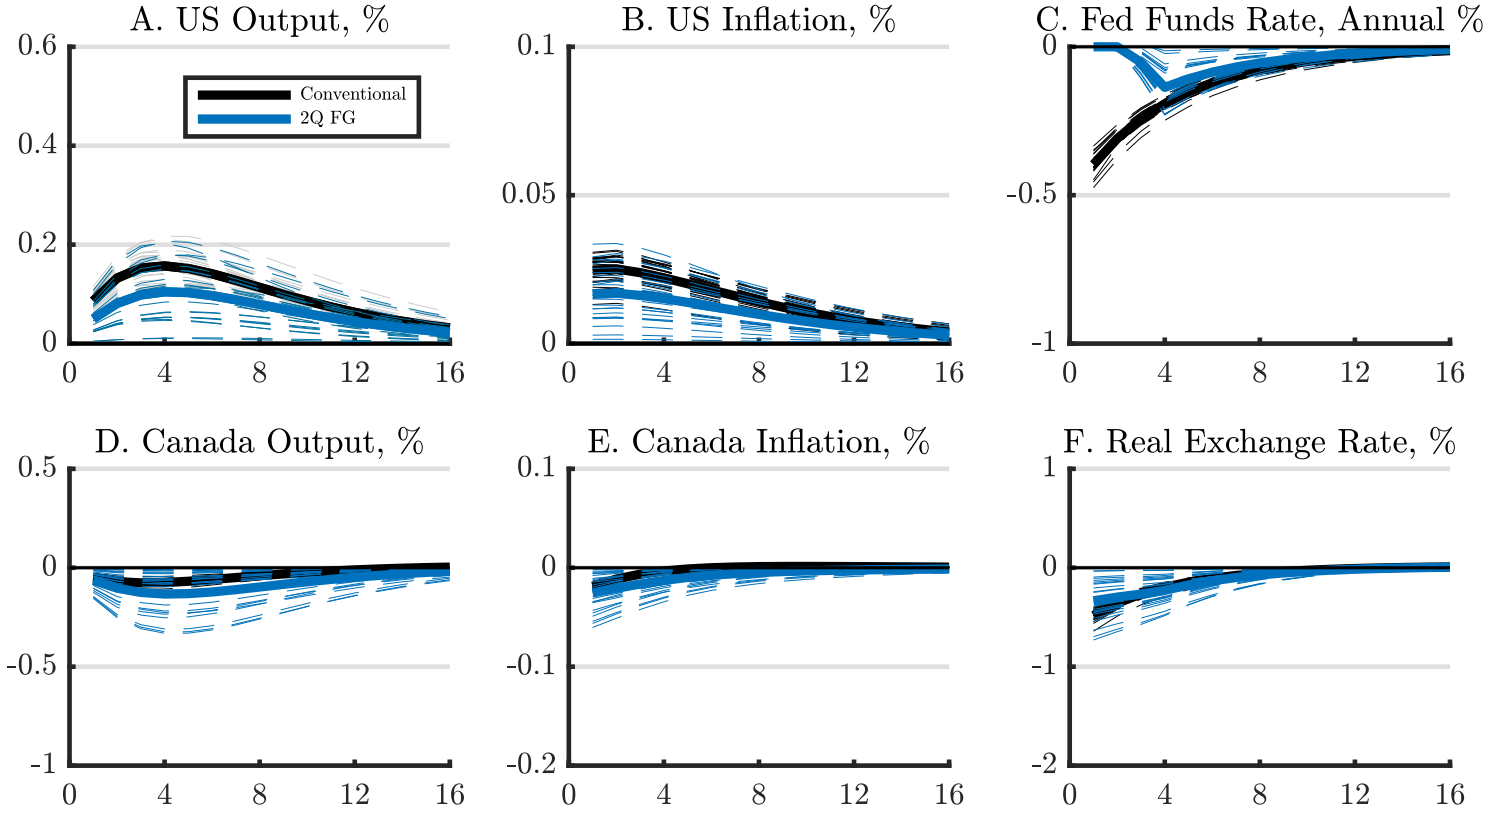 A. US Output, %
0.6
0.4
0.2
0
0 4 8 12 16
Conventional
2Q FG
B. US Inflation, %
0.1
0.05
0
0 4 8 12 16
C. Fed Funds Rate, Annual %
0
-0.5
-1
0 4 8 12 16
D. Canada Output, %
0.5
0
-0.5
-1
0 4 8 12 16
E. Canada Inflation, %
0.1
0
-0.1
-0.2
0 4 8 12 16
F. Real Exchange Rate, %
1
0
-1
-2
0 4 8 12 16